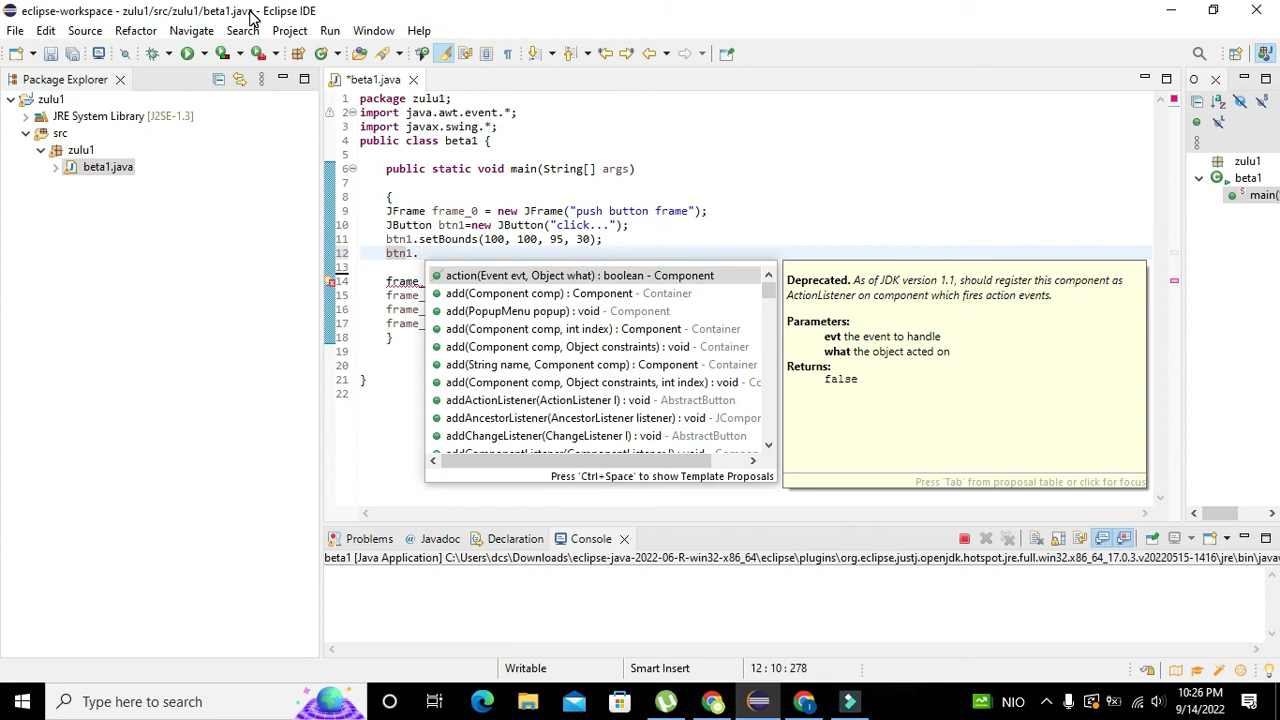 eclipse-workspace - zulu1/src/zulu1/beta1.java - Eclipse IDE
File Edit Source Refactor Navigate Search Project Run Window Help
Package Explorer
zulu1
JRE System Library [J2SE-1.3]
src
zulu1
beta1.java
*beta1.java
1 package zulu1;
2 import java.awt.event.*;
3 import javax.swing.*;
4 public class beta1 {
5
6 public static void main(String[] args)
7
8 {
9 JFrame frame_0 = new JFrame("push button frame");
10 JButton btn1=new JButton("click...");
11 btn1.setBounds(100, 100, 95, 30);
12 btn1.
13
14 frame_
15 frame_
16 frame_
17 frame_
18 }
19
20
21 }
22
action(Event evt, Object what) : boolean - Component
add(Component comp) : Component - Container
add(PopupMenu popup) : void - Component
add(Component comp, int index) : Component - Container
add(Component comp, Object constraints) : void - Container
add(String name, Component comp) : Component - Container
add(Component comp, Object constraints, int index) : void - Co
addActionListener(ActionListener l) : void - AbstractButton
addAncestorListener(AncestorListener listener) : void - JCompor
addChangeListener(ChangeListener l) : void - AbstractButton
addComponentListener(ComponentListener l) : void - Compon
Press 'Ctrl+Space' to show Template Proposals
Deprecated. As of JDK version 1.1, should register this component as
ActionListener on component which fires action events.
Parameters:
evt the event to handle
what the object acted on
Returns:
false
Press 'Tab' from proposal table or click for focus
O
zulu1
beta1
main(
Problems Javadoc Declaration Console
beta1 [Java Application] C:\Users\dcs\Downloads\eclipse-java-2022-06-R-win32-x86_64\eclipse\plugins\org.eclipse.justj.openjdk.hotspot.jre.full.win32.x86_64_17.0.3.v20220515-1416\jre\bin\java
Writable Smart Insert 12 : 10 : 278
Type here to search
NIO
10:26 PM
9/14/2022